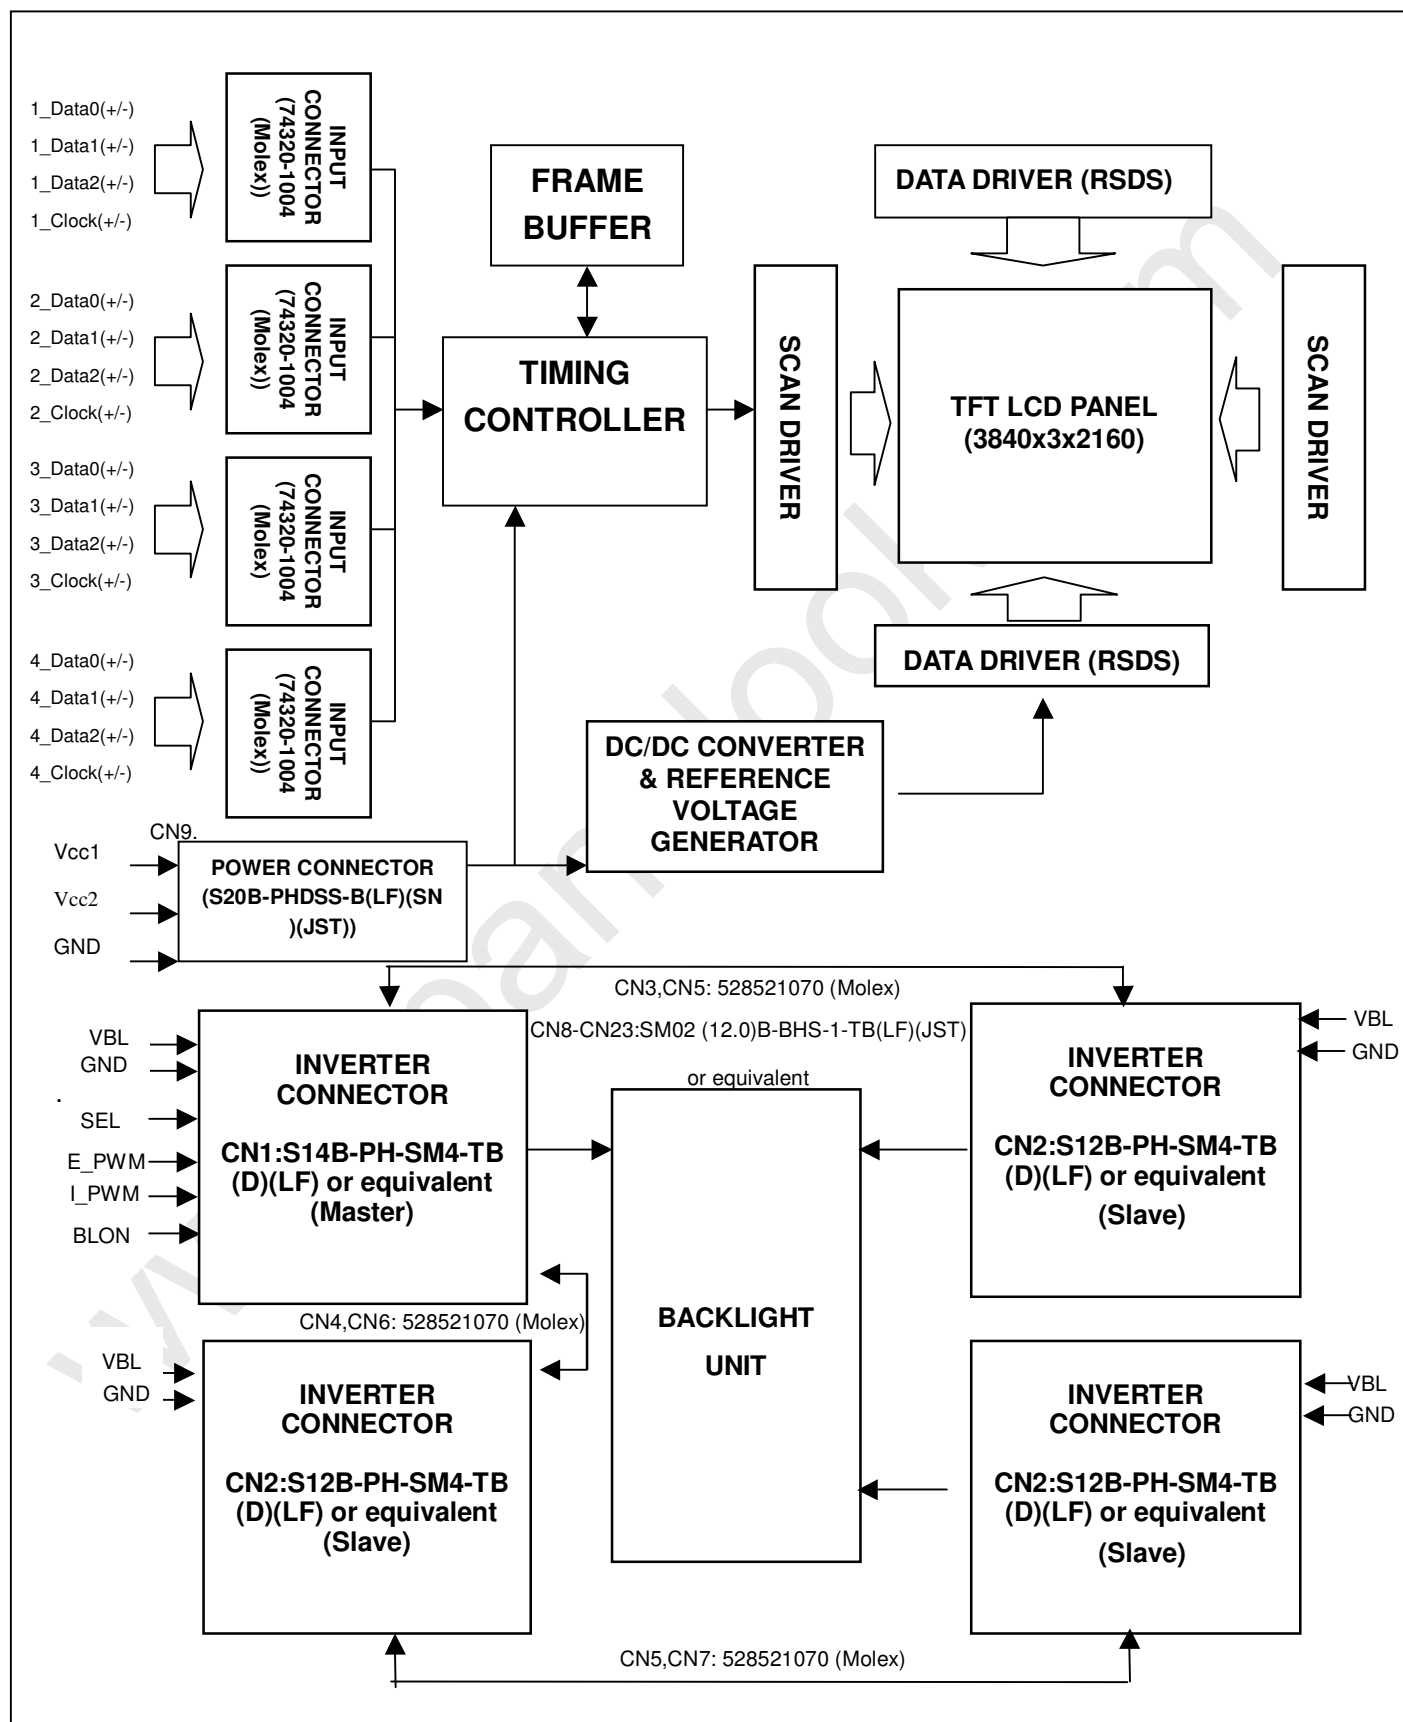 1_Data0(+/-)
1_Data1(+/-)
1_Data2(+/-)
1_Clock(+/-)
INPUT
CONNECTOR
(74320-1004
(Molex))
2_Data0(+/-)
2_Data1(+/-)
2_Data2(+/-)
2_Clock(+/-)
INPUT
CONNECTOR
(74320-1004
(Molex))
3_Data0(+/-)
3_Data1(+/-)
3_Data2(+/-)
3_Clock(+/-)
INPUT
CONNECTOR
(74320-1004
(Molex)
4_Data0(+/-)
4_Data1(+/-)
4_Data2(+/-)
4_Clock(+/-)
INPUT
CONNECTOR
(74320-1004
(Molex))
FRAME
BUFFER
TIMING
CONTROLLER
DATA DRIVER (RSDS)
SCAN DRIVER
TFT LCD PANEL
(3840x3x2160)
SCAN DRIVER
DATA DRIVER (RSDS)
DC/DC CONVERTER
& REFERENCE
VOLTAGE
GENERATOR
CN9.
Vcc1
Vcc2
GND
POWER CONNECTOR
(S20B-PHDSS-B(LF)(SN
)(JST))
CN3,CN5: 528521070 (Molex)
CN8-CN23:SM02 (12.0)B-BHS-1-TB(LF)(JST)
or equivalent
VBL
GND
.
SEL
E_PWM
I_PWM
BLON
INVERTER
CONNECTOR
CN1:S14B-PH-SM4-TB
(D)(LF) or equivalent
(Master)
BACKLIGHT
UNIT
INVERTER
CONNECTOR
CN2:S12B-PH-SM4-TB
(D)(LF) or equivalent
(Slave)
VBL
GND
CN4,CN6: 528521070 (Molex)
VBL
GND
INVERTER
CONNECTOR
CN2:S12B-PH-SM4-TB
(D)(LF) or equivalent
(Slave)
INVERTER
CONNECTOR
CN2:S12B-PH-SM4-TB
(D)(LF) or equivalent
(Slave)
VBL
GND
CN5,CN7: 528521070 (Molex)